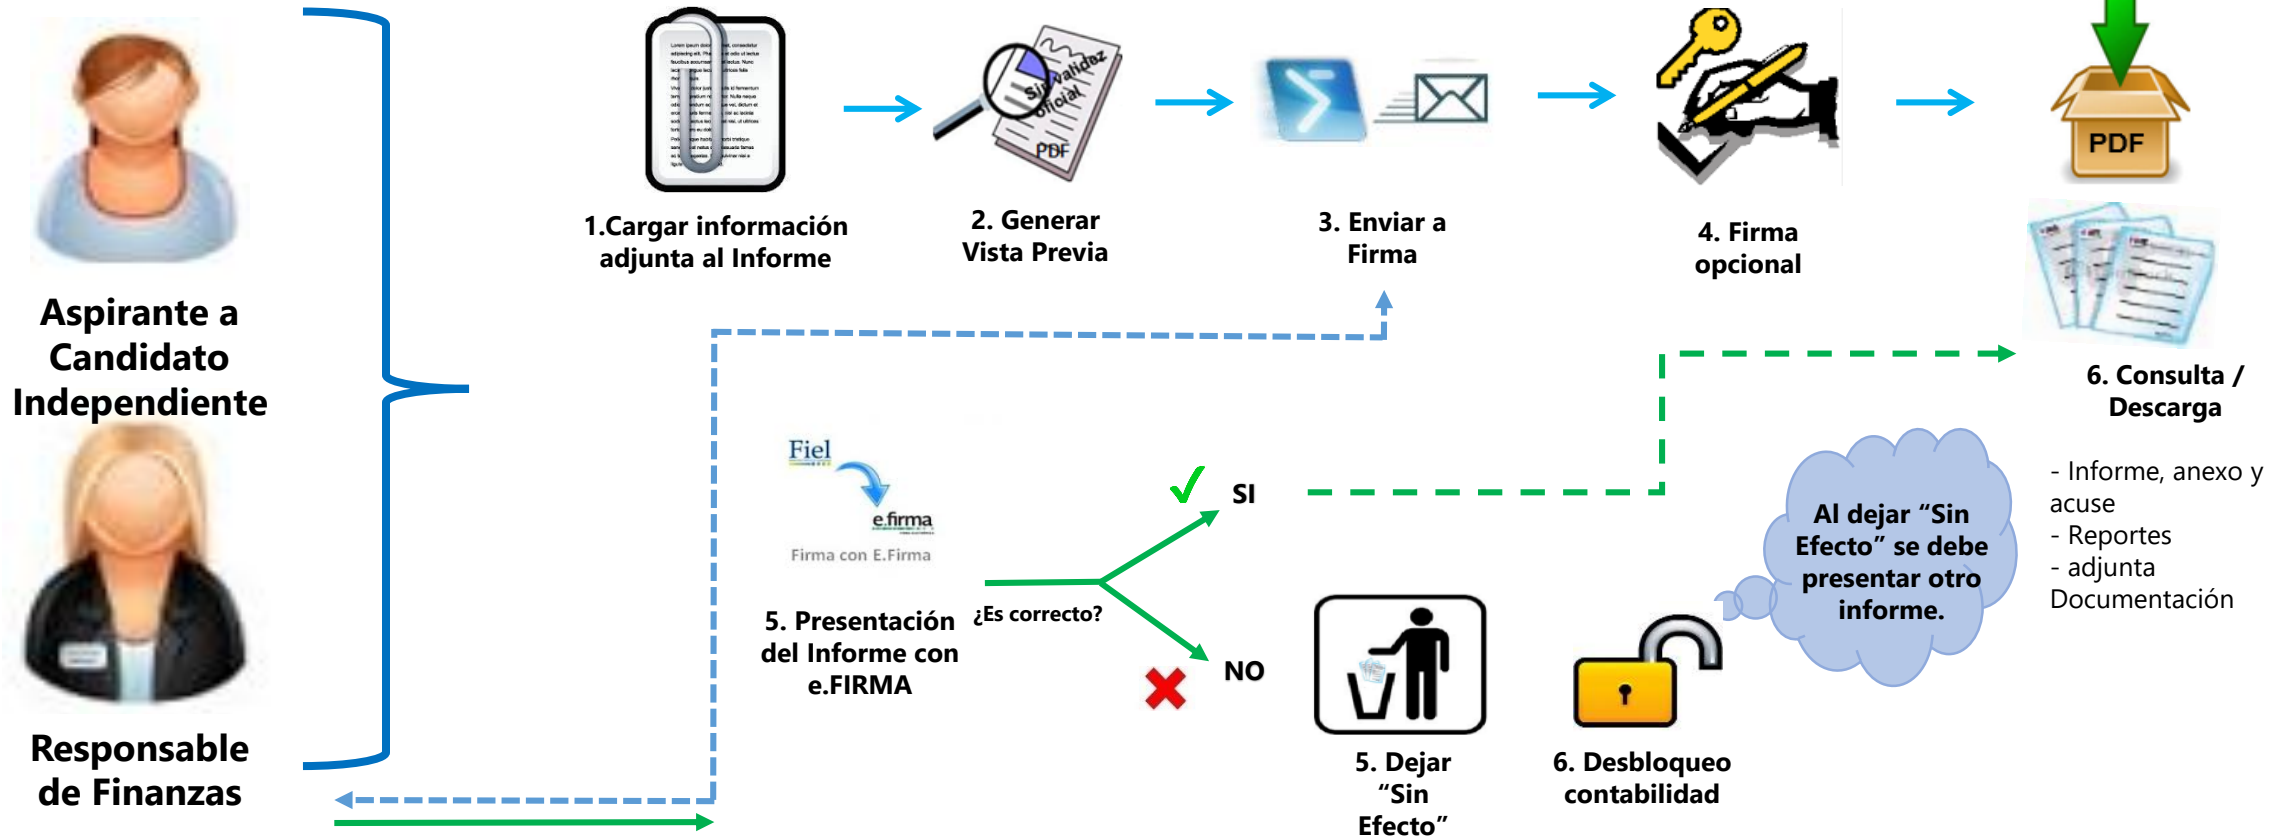 Aspirante a
Candidato
Independiente
Responsable
de Finanzas
1.Cargar información
adjunta al Informe
Sin validez
oficial
PDF
2. Generar
Vista Previa
3. Enviar a
Firma
4. Firma
opcional
PDF
6. Consulta /
Descarga
- Informe, anexo y
acuse
- Reportes
- adjunta
Documentación
Fiel
e.firma
Firma con E.Firma
5. Presentación
del Informe con
e.FIRMA
¿Es correcto?
SI
NO
5. Dejar
“Sin
Efecto”
6. Desbloqueo
contabilidad
Al dejar “Sin
Efecto” se debe
presentar otro
informe.